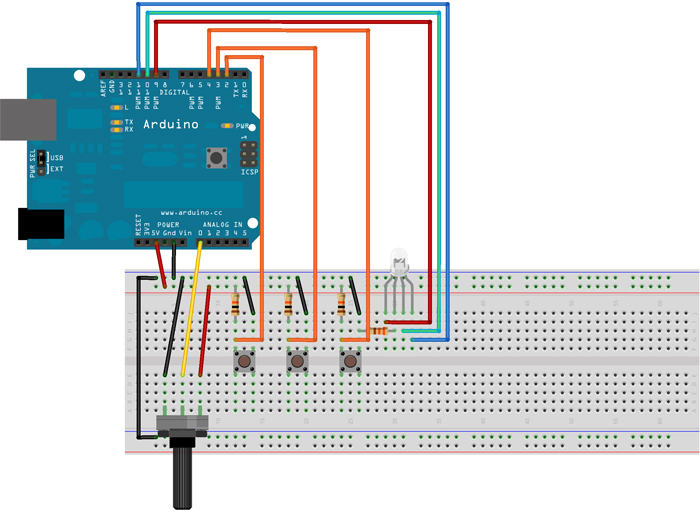 AREF
GND
13
12
11
10
9
8
7
6
5
4
3
2
1
0
PWM
PWM
PWM
DIGITAL
PWM
PWM
PWM
TX
RX
L
TX
RX
Arduino
PWR
1
ICSP
PWR SEL
USB
EXT
www.arduino.cc
POWER
ANALOG IN
RESET
3V3
5V
Gnd
Vin
0
1
2
3
4
5